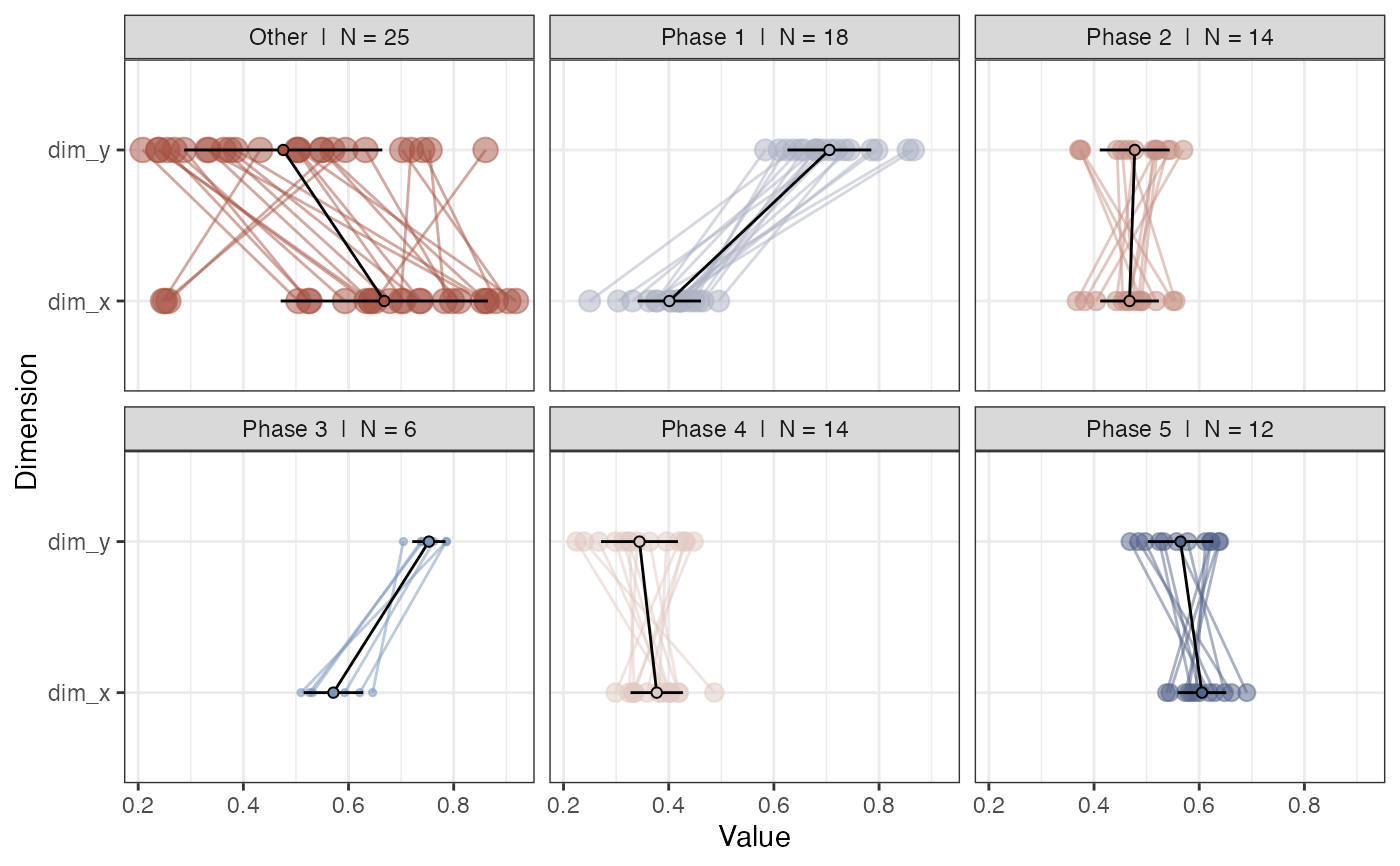 Other | N = 25
Phase 1 | N = 18
Phase 2 | N = 14
dim_y
dim_x
Dimension
Phase 3 | N = 6
Phase 4 | N = 14
Phase 5 | N = 12
dim_y
dim_x
0.2 0.4 0.6 0.8
0.2 0.4 0.6 0.8
0.2 0.4 0.6 0.8
Value